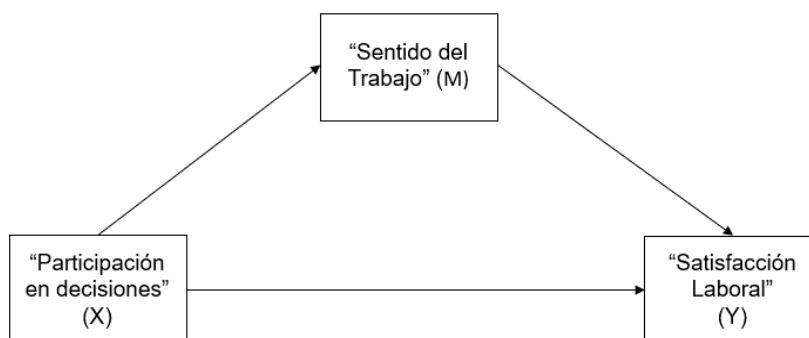 “Sentido del
Trabajo” (M)
“Participación
en decisiones”
(X)
“Satisfacción
Laboral”
(Y)